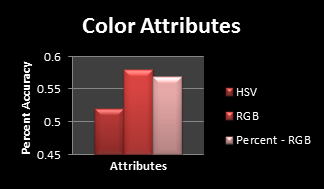 Color Attributes
Percent Accuracy
0.6
0.55
0.5
0.45
Attributes
HSV
RGB
Percent - RGB